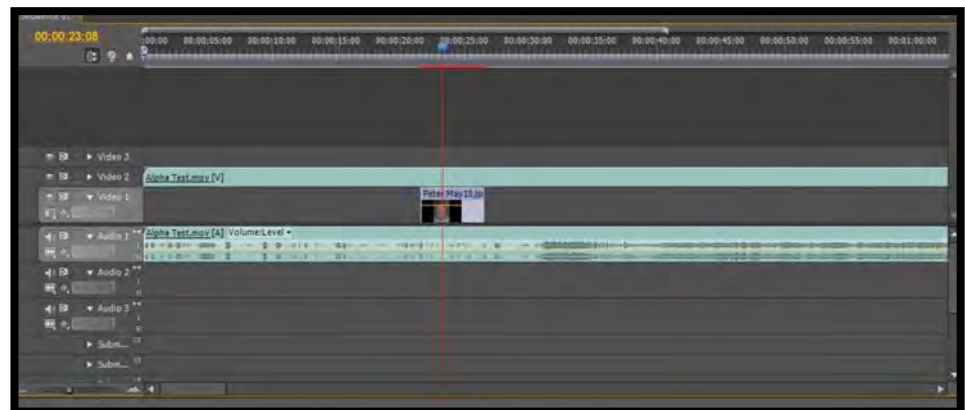 Sequence 01
00:00:23:08
:00:00 00:00:05:00 00:00:10:00 00:00:15:00 00:00:20:00 00:00:25:00 00:00:30:00 00:00:35:00 00:00:40:00 00:00:45:00 00:00:50:00 00:00:55:00 00:01:00:00
Video 3
Video 2 Alpha Test.mov [V]
Video 1 Peter May10.jp
Audio 1 Alpha Test.mov [A] Volume:Level
Audio 2
Audio 3
Subm...
Subm...